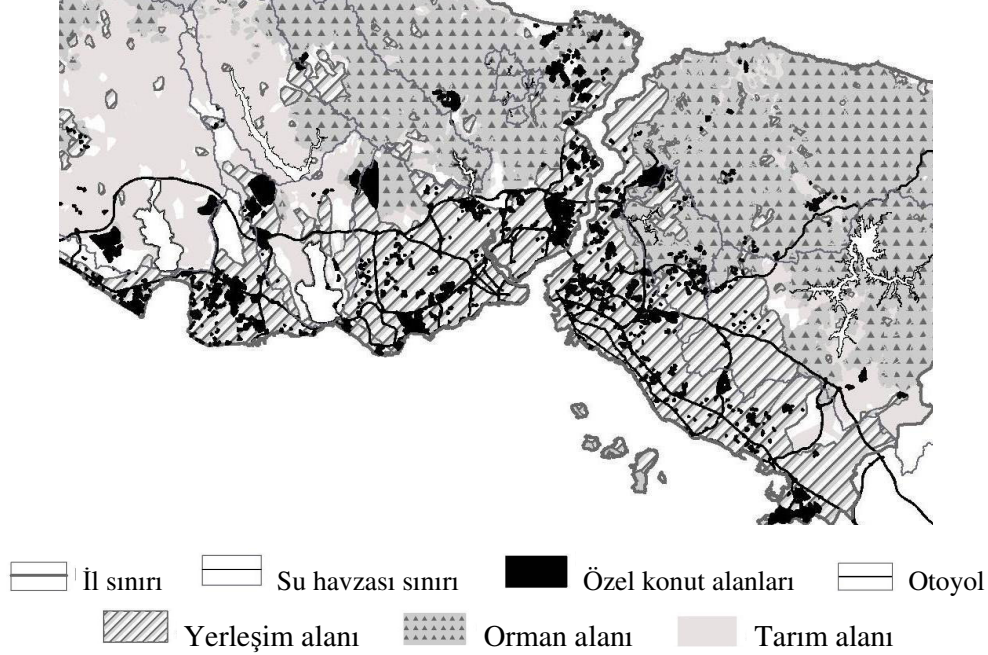 İl sınırı Su havzası sınırı Özel konut alanları Otoyol
Yerleşim alanı Orman alanı Tarım alanı